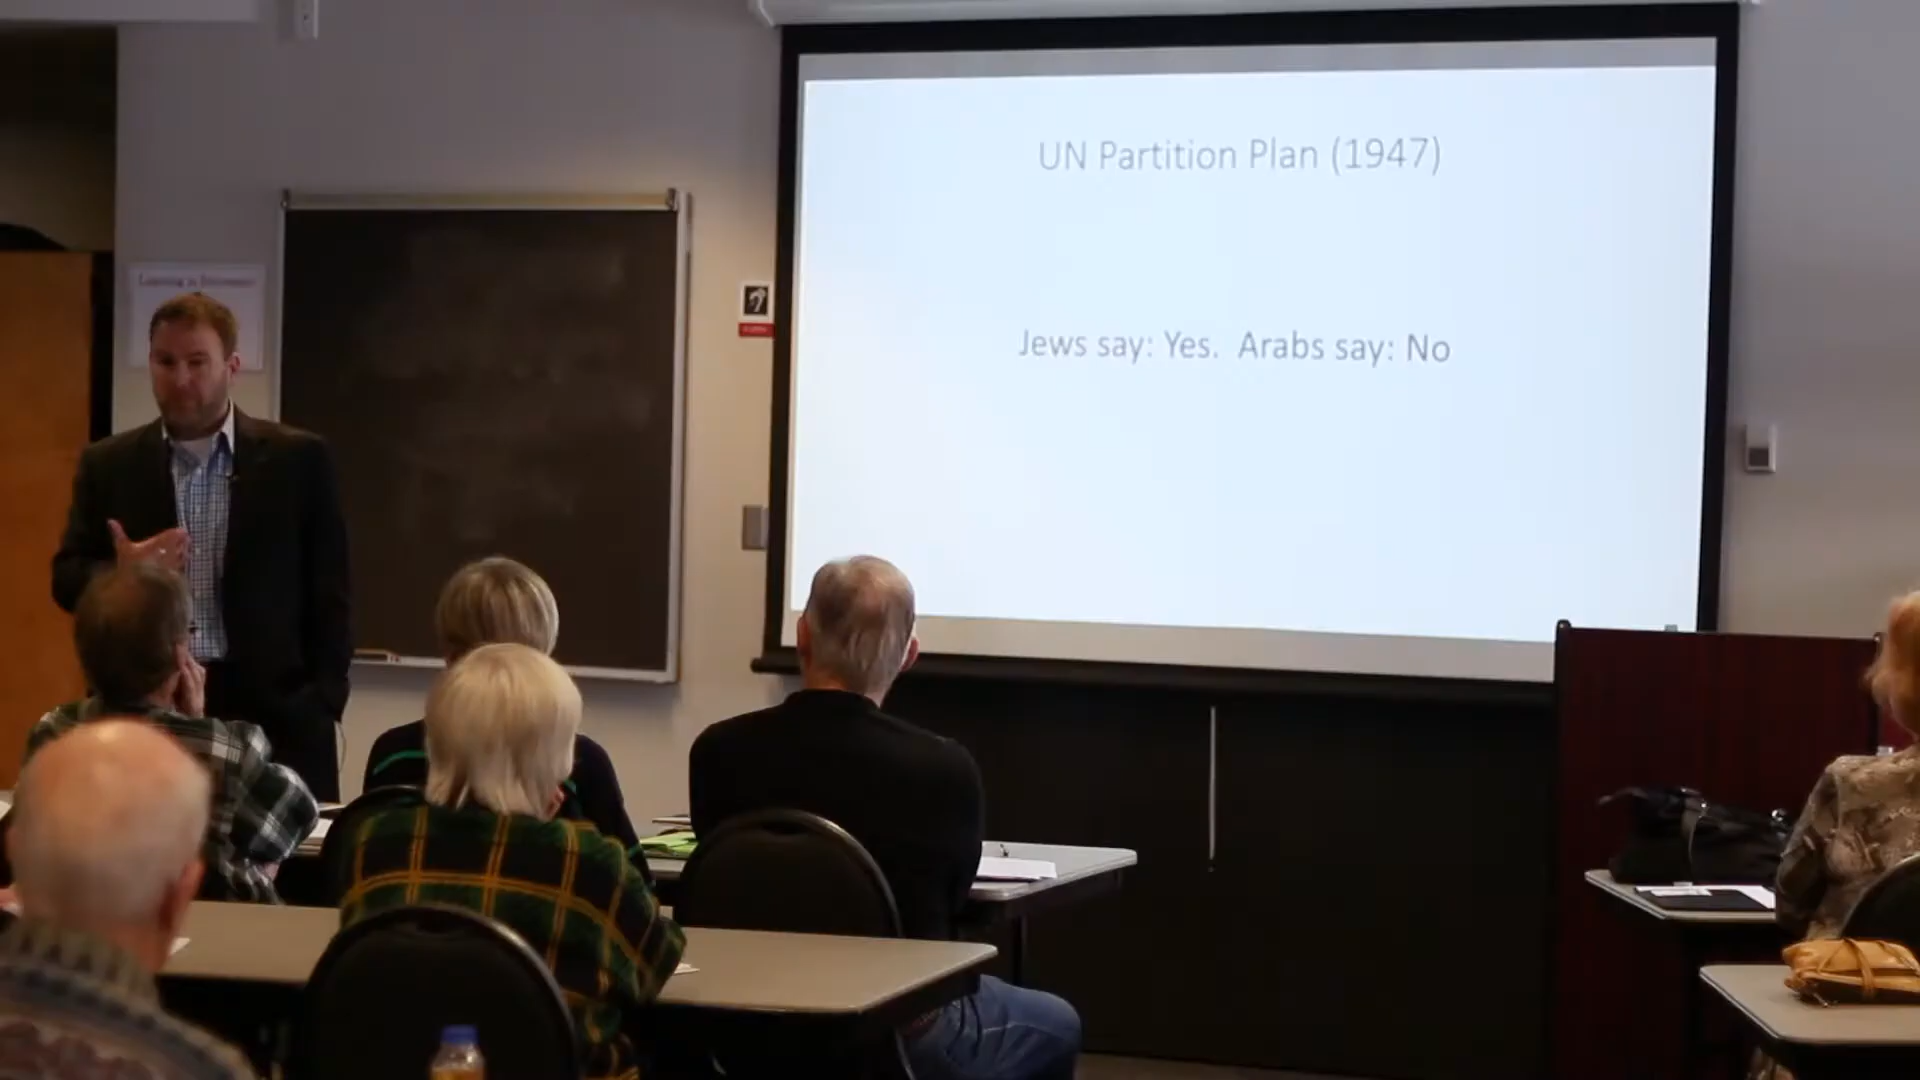 UN Partition Plan (1947)
Jews say: Yes.  Arabs say: No